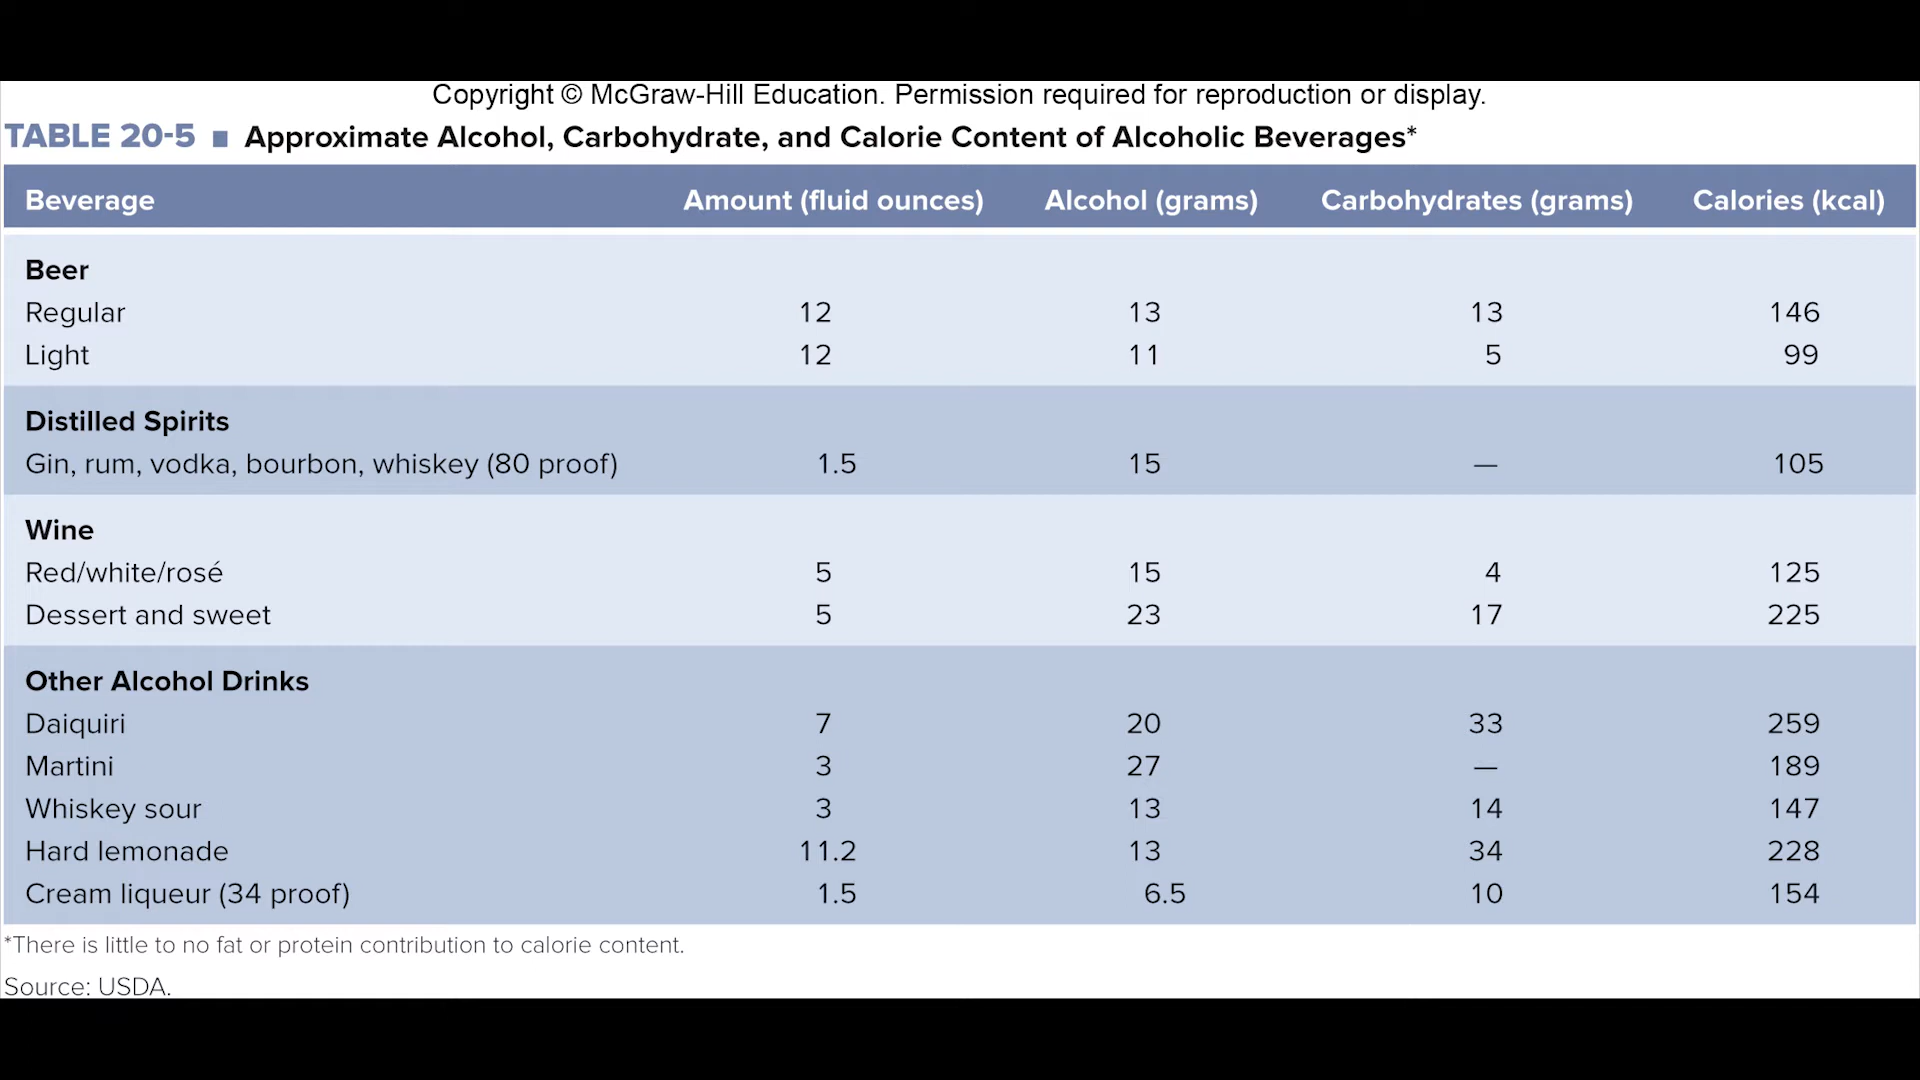 Copyright © McGraw-Hill Education. Permission required for reproduction or display.
TABLE 20-5 ■ Approximate Alcohol, Carbohydrate, and Calorie Content of Alcoholic Beverages*
Beverage Amount (fluid ounces) Alcohol (grams) Carbohydrates (grams) Calories (kcal)
Beer
Regular 12 13 13 146
Light 12 11 5 99
Distilled Spirits
Gin, rum, vodka, bourbon, whiskey (80 proof) 1.5 15 — 105
Wine
Red/white/rosé 5 15 4 125
Dessert and sweet 5 23 17 225
Other Alcohol Drinks
Daiquiri 7 20 33 259
Martini 3 27 — 189
Whiskey sour 3 13 14 147
Hard lemonade 11.2 13 34 228
Cream liqueur (34 proof) 1.5 6.5 10 154
*There is little to no fat or protein contribution to calorie content.
Source: USDA.